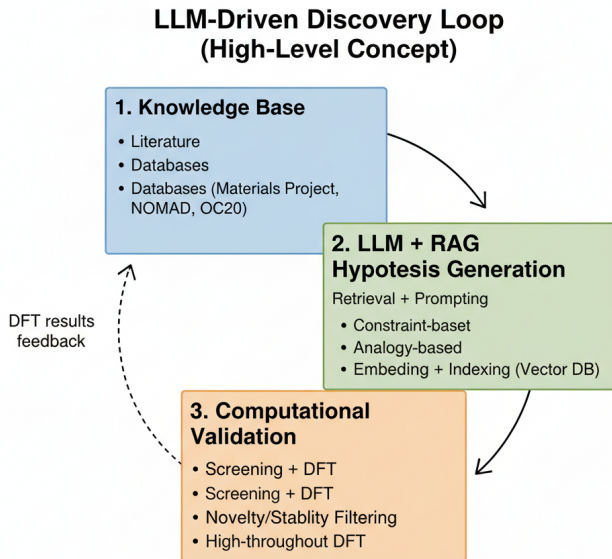 LLM-Driven Discovery Loop
(High-Level Concept)
1. Knowledge Base
• Literature
• Databases
• Databases (Materials Project,
NOMAD, OC20)
2. LLM + RAG
Hypotesis Generation
Retrieval + Prompting
• Constraint-baset
• Analogy-based
• Embeding + Indexing (Vector DB)
DFT results
feedback
3. Computational
Validation
• Screening + DFT
• Screening + DFT
• Novelty/Stablity Filtering
• High-throughout DFT